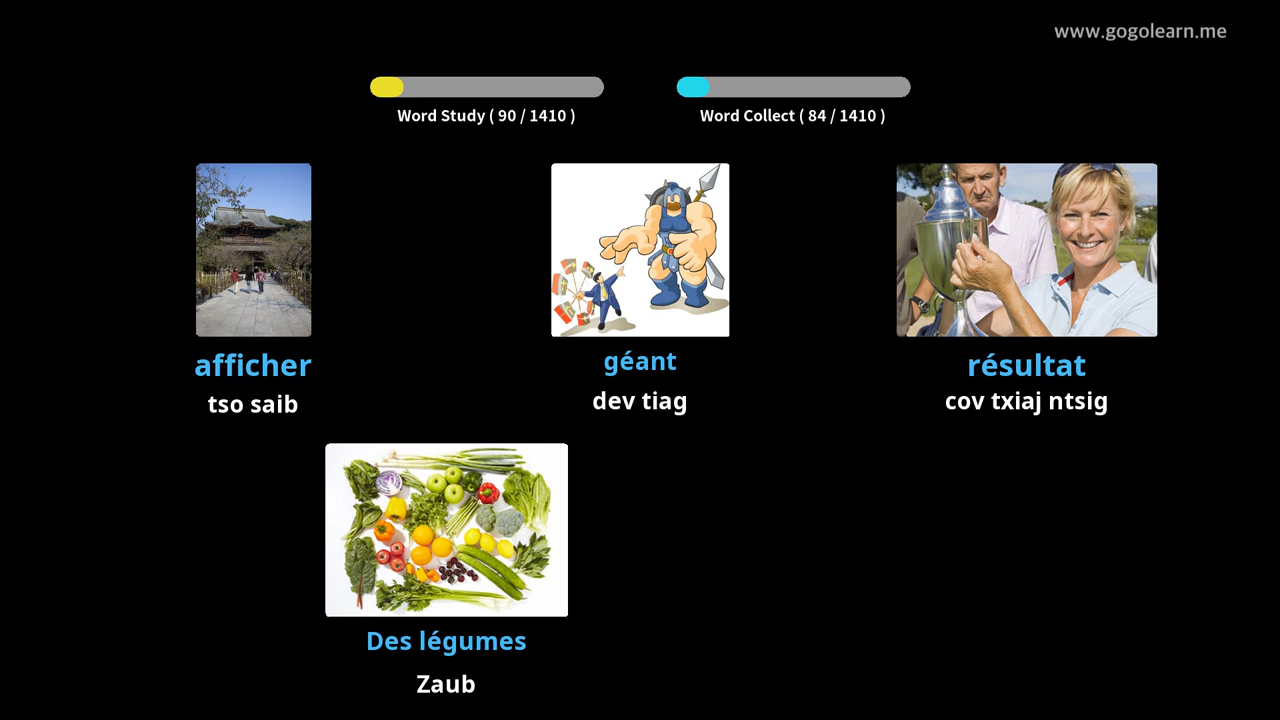 www.gogolearn.me
Word Study ( 90 / 1410 )
Word Collect ( 84 / 1410 )
afficher
tso saib
géant
dev tiag
résultat
cov txiaj ntsig
Des légumes
Zaub